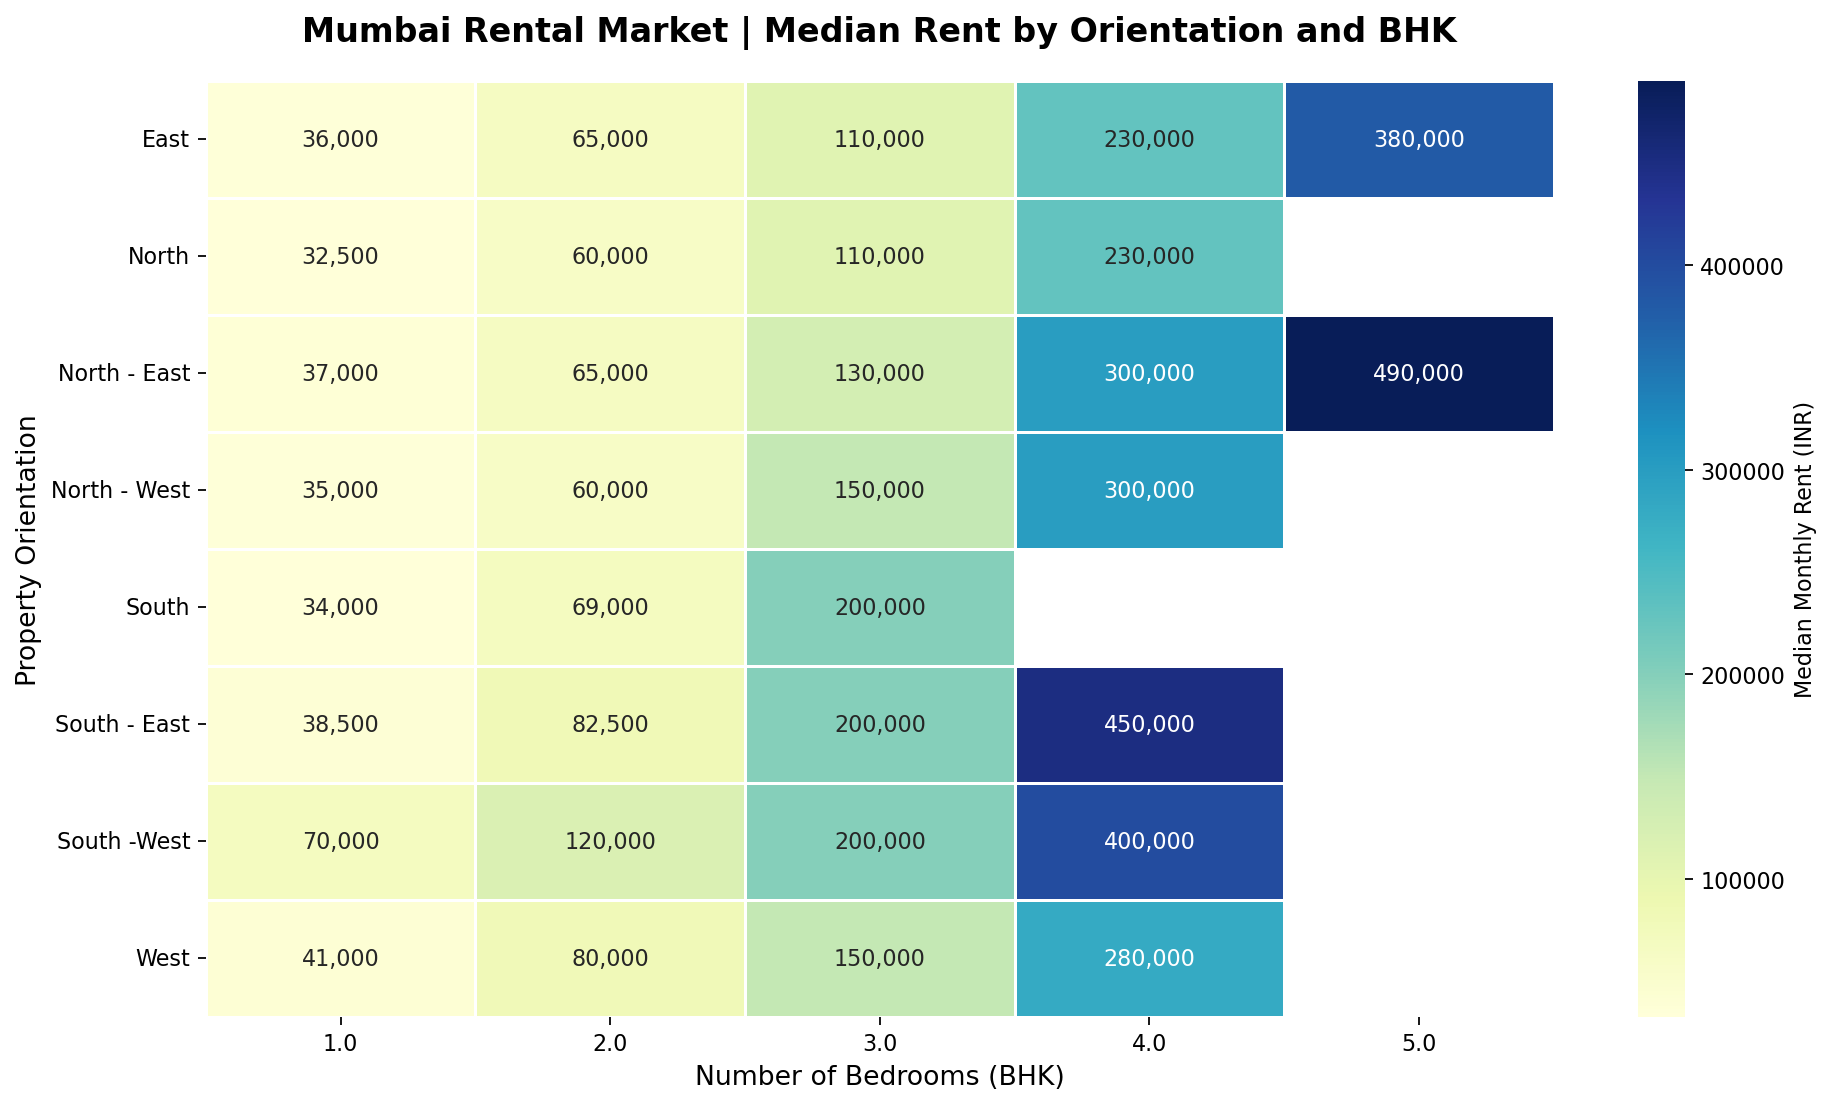 Mumbai Rental Market | Median Rent by Orientation and BHK
Property Orientation
East 36,000 65,000 110,000 230,000 380,000
North 32,500 60,000 110,000 230,000
North - East 37,000 65,000 130,000 300,000 490,000
North - West 35,000 60,000 150,000 300,000
South 34,000 69,000 200,000
South - East 38,500 82,500 200,000 450,000
South -West 70,000 120,000 200,000 400,000
West 41,000 80,000 150,000 280,000
1.0 2.0 3.0 4.0 5.0
Number of Bedrooms (BHK)
400000
300000
200000
100000
Median Monthly Rent (INR)